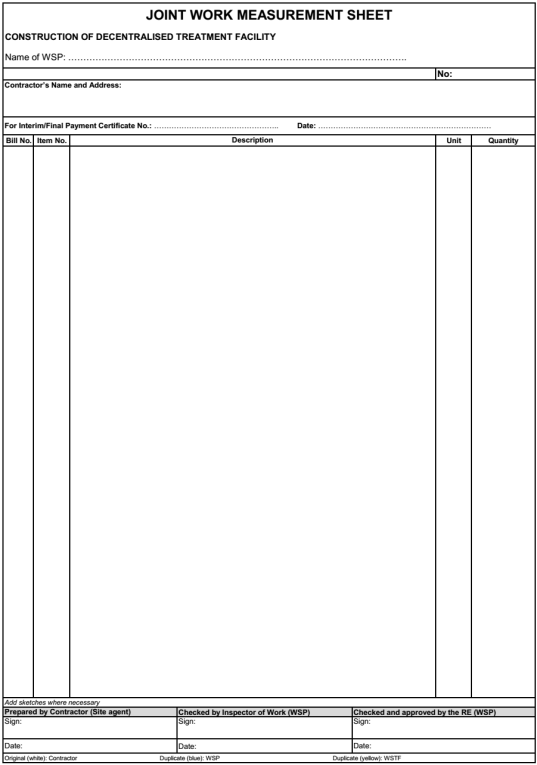 JOINT WORK MEASUREMENT SHEET
CONSTRUCTION OF DECENTRALISED TREATMENT FACILITY
Name of WSP: ……………………………………………………………………………………………….
No:
Contractor's Name and Address:
For Interim/Final Payment Certificate No.: …………………………………………. Date: ……………………………………………………………
Bill No. Item No. Description Unit Quantity
Add sketches where necessary
Prepared by Contractor (Site agent) Checked by Inspector of Work (WSP) Checked and approved by the RE (WSP)
Sign: Sign: Sign:
Date: Date: Date:
Original (white): Contractor Duplicate (blue): WSP Duplicate (yellow): WSTF